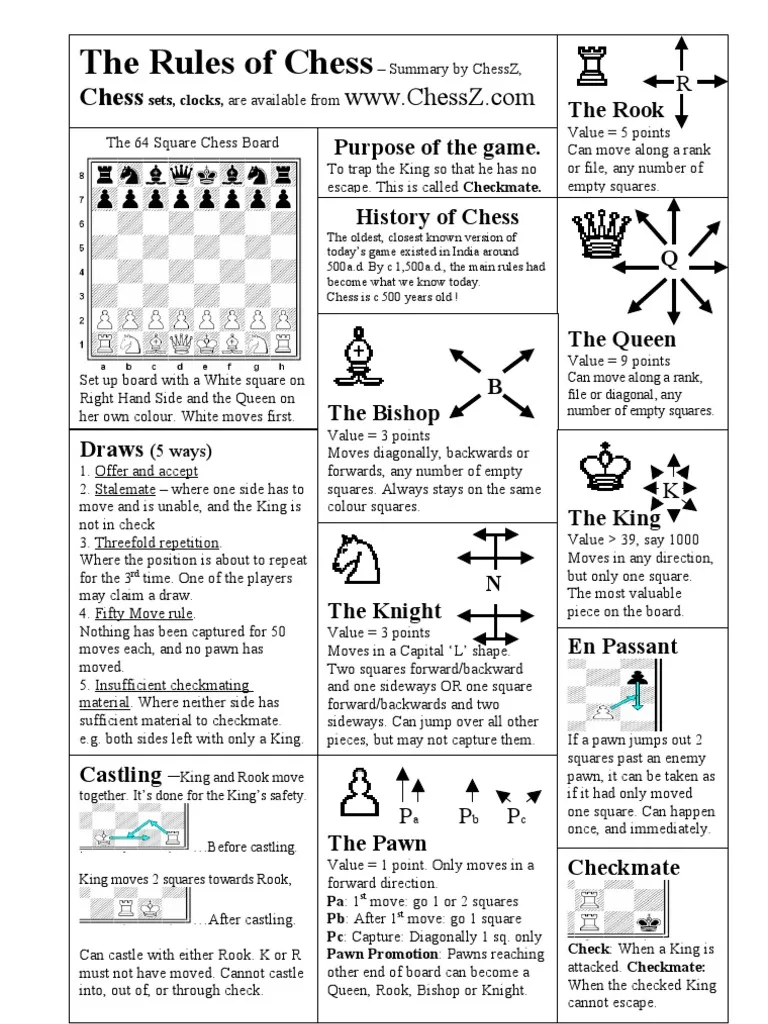 The Rules of Chess – Summary by ChessZ,
Chess sets, clocks, are available from www.ChessZ.com
The 64 Square Chess Board
8
7
6
5
4
3
2
1
a b c d e f g h
Set up board with a White square on
Right Hand Side and the Queen on
her own colour. White moves first.
Draws (5 ways)
1. Offer and accept
2. Stalemate – where one side has to
move and is unable, and the King is
not in check
3. Threefold repetition.
Where the position is about to repeat
for the 3rd time. One of the players
may claim a draw.
4. Fifty Move rule.
Nothing has been captured for 50
moves each, and no pawn has
moved.
5. Insufficient checkmating
material. Where neither side has
sufficient material to checkmate.
e.g. both sides left with only a King.
Castling –King and Rook move
together. It's done for the King's safety.
…Before castling.
King moves 2 squares towards Rook,
…After castling.
Can castle with either Rook. K or R
must not have moved. Cannot castle
into, out of, or through check.
Purpose of the game.
To trap the King so that he has no
escape. This is called Checkmate.
History of Chess
The oldest, closest known version of
today's game existed in India around
500a.d. By c 1,500a.d., the main rules had
become what we know today.
Chess is c 500 years old !
B
The Bishop
Value = 3 points
Moves diagonally, backwards or
forwards, any number of empty
squares. Always stays on the same
colour squares.
N
The Knight
Value = 3 points
Moves in a Capital ‘L’ shape.
Two squares forward/backward
and one sideways OR one square
forward/backwards and two
sideways. Can jump over all other
pieces, but may not capture them.
Pa Pb Pc
The Pawn
Value = 1 point. Only moves in a
forward direction.
Pa: 1st move: go 1 or 2 squares
Pb: After 1st move: go 1 square
Pc: Capture: Diagonally 1 sq. only
Pawn Promotion: Pawns reaching
other end of board can become a
Queen, Rook, Bishop or Knight.
R
The Rook
Value = 5 points
Can move along a rank
or file, any number of
empty squares.
Q
The Queen
Value = 9 points
Can move along a rank,
file or diagonal, any
number of empty squares.
K
The King
Value > 39, say 1000
Moves in any direction,
but only one square.
The most valuable
piece on the board.
En Passant
If a pawn jumps out 2
squares past an enemy
pawn, it can be taken as
if it had only moved
one square. Can happen
once, and immediately.
Checkmate
Check: When a King is
attacked. Checkmate:
When the checked King
cannot escape.